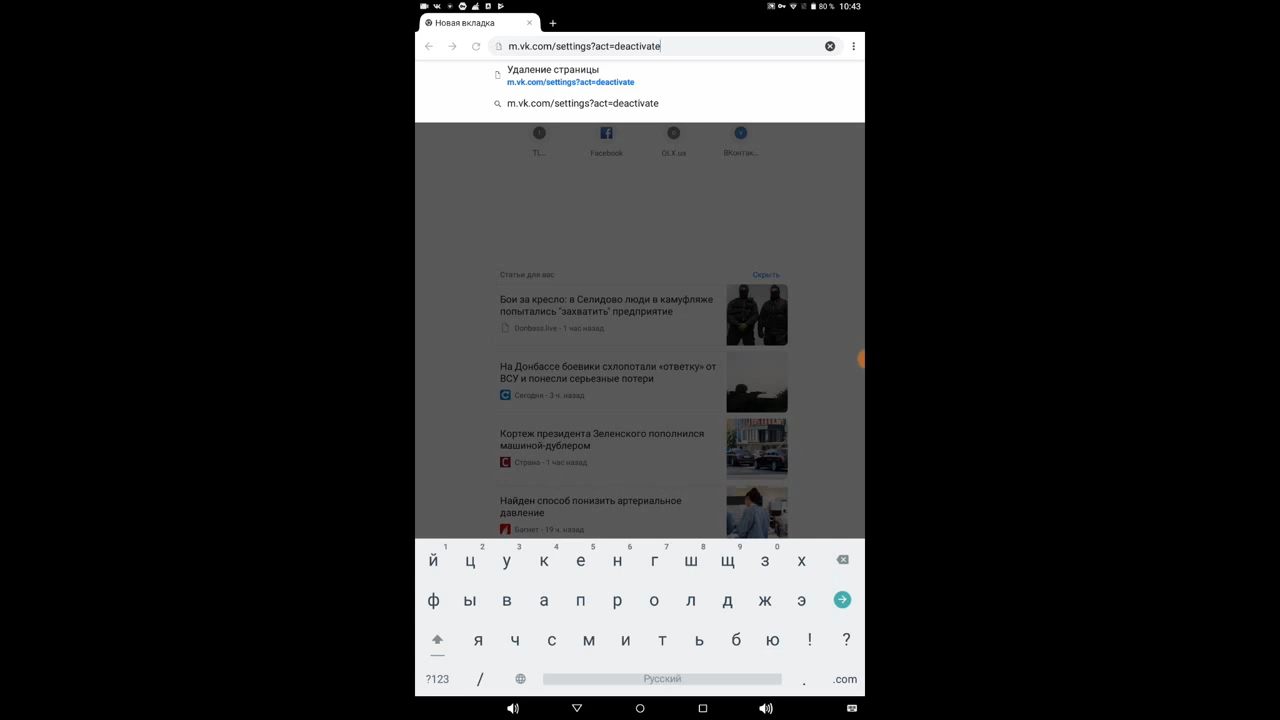 80 % 10:43
Новая вкладка
m.vk.com/settings?act=deactivate
Удаление страницы
m.vk.com/settings?act=deactivate
m.vk.com/settings?act=deactivate
TI... Facebook OLX.ua ВКонтак...
Статьи для вас Скрыть
Бои за кресло: в Селидово люди в камуфляже
попытались "захватить" предприятие
Donbass.live - 1 час назад
На Донбассе боевики схлопотали «ответку» от
ВСУ и понесли серьезные потери
Сегодня - 3 ч. назад
Кортеж президента Зеленского пополнился
машиной-дублером
Страна - 1 час назад
Найден способ понизить артериальное
давление
Багнет - 19 ч. назад
1 2 3 4 5 6 7 8 9 0
й ц у к е н г ш щ з х
ф ы в а п р о л д ж э
я ч с м и т ь б ю ! ?
?123 / Русский . .com